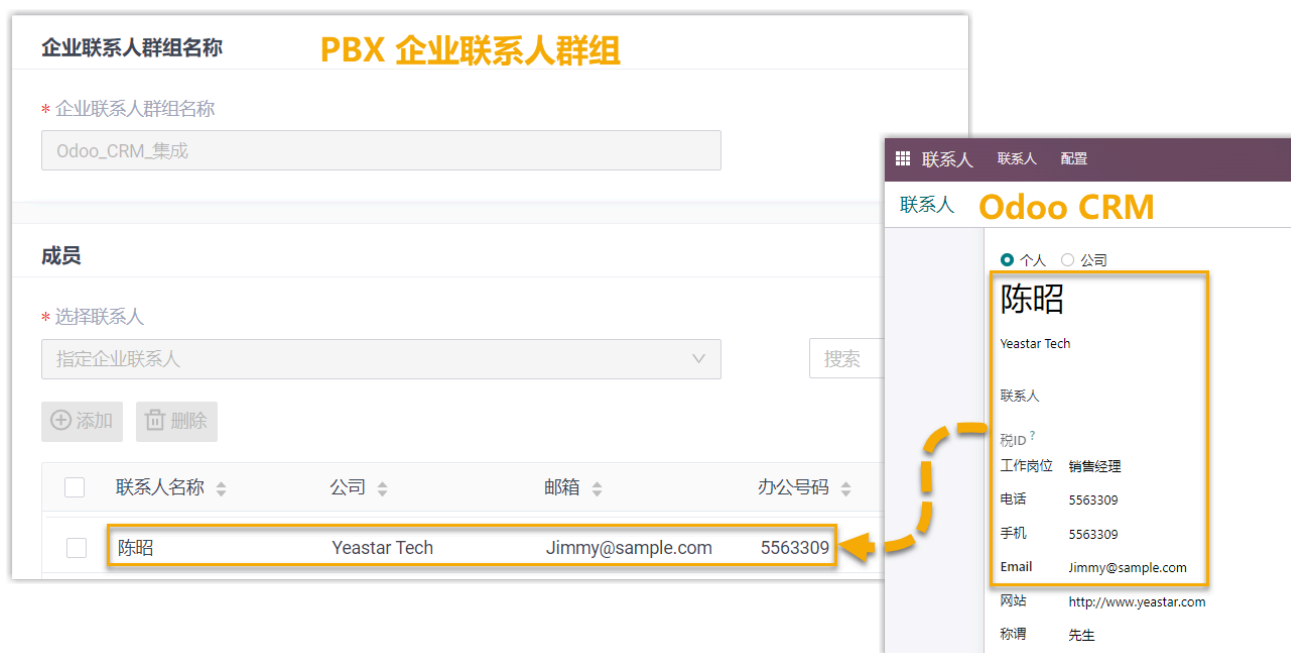 企业联系人群组名称
PBX 企业联系人群组
* 企业联系人群组名称
Odoo_CRM_集成
成员
* 选择联系人
指定企业联系人
搜索
添加 删除
联系人名称 公司 邮箱 办公号码
陈昭 Yeastar Tech Jimmy@sample.com 5563309
联系人 联系人 配置
联系人
Odoo CRM
个人 公司
陈昭
Yeastar Tech
联系人
税ID ?
工作岗位 销售经理
电话 5563309
手机 5563309
Email Jimmy@sample.com
网站 http://www.yeastar.com
称谓 先生